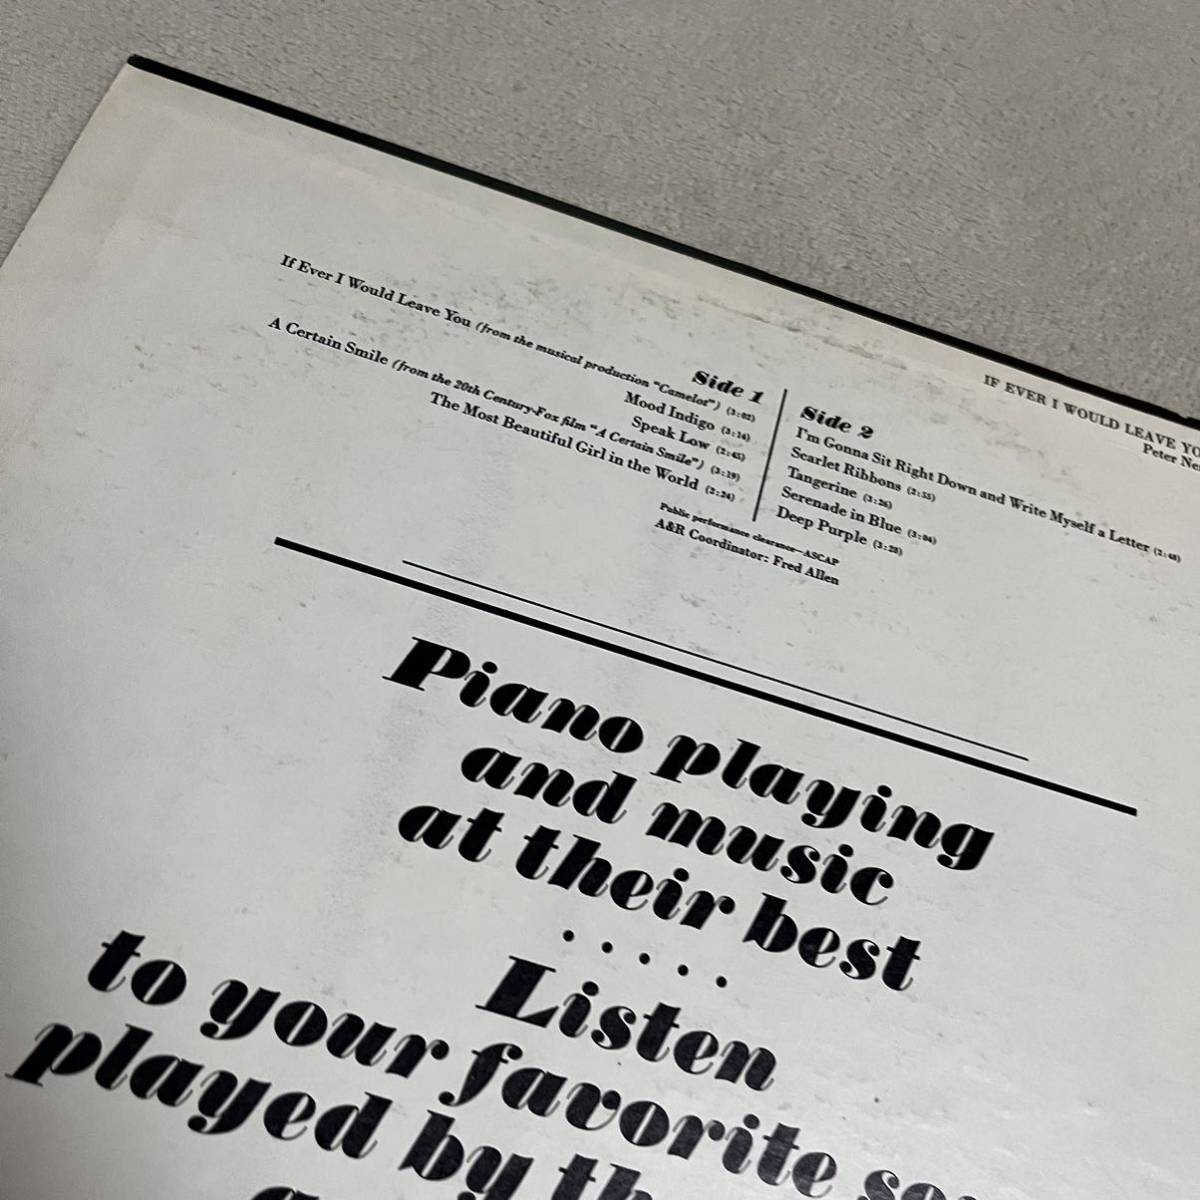 IF EVER I WOULD LEAVE
Peter
Side 1
If Ever I Would Leave You (from the musical production "Camelot") (3:02)
Mood Indigo (3:14)
Speak Low (2:45)
A Certain Smile (from the 20th Century-Fox film "A Certain Smile") (3:19)
The Most Beautiful Girl in the World (2:24)
Side 2
I'm Gonna Sit Right Down and Write Myself a Letter (2:48)
Scarlet Ribbons (2:55)
Tangerine (3:26)
Serenade in Blue (3:04)
Deep Purple (3:28)
Public performance clearance—ASCAP
A&R Coordinator: Fred Allen
Piano playing
and music
at their best
.....
Listen
to your favorite
played by